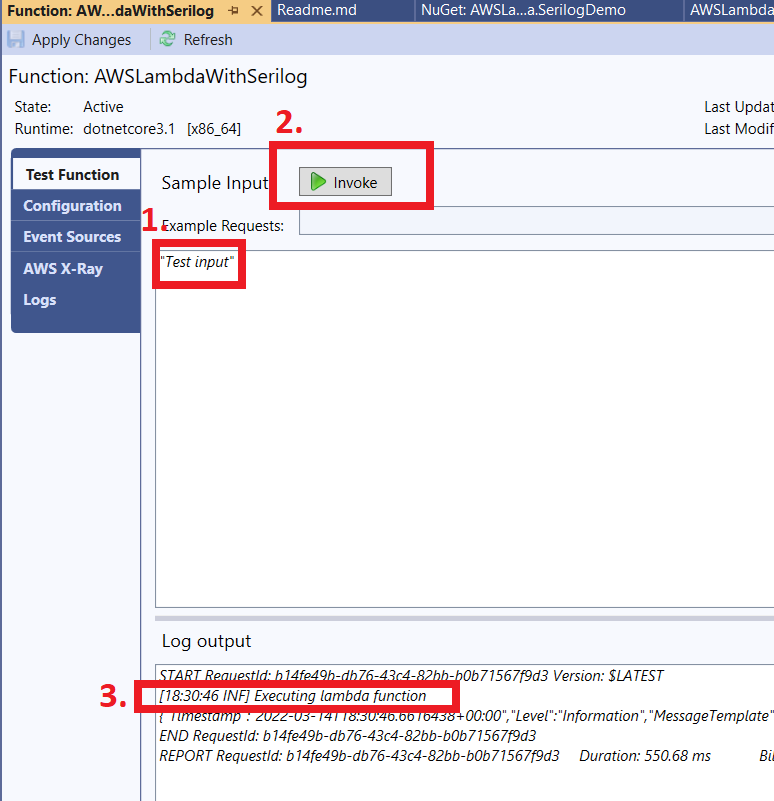 Function: AW...daWithSerilog Readme.md NuGet: AWSLa...a.SerilogDemo AWSLambda
Apply Changes Refresh
Function: AWSLambdaWithSerilog
State: Active Last Updat
Runtime: dotnetcore3.1 [x86_64] Last Modif
2.
Test Function
Sample Input Invoke
Configuration
1. Example Requests:
Event Sources
"Test input"
AWS X-Ray
Logs
Log output
START RequestId: b14fe49b-db76-43c4-82bb-b0b71567f9d3 Version: $LATEST
3. [18:30:46 INF] Executing lambda function
{"Timestamp":"2022-03-14T18:30:46.6616438+00:00","Level":"Information","MessageTemplate"
END RequestId: b14fe49b-db76-43c4-82bb-b0b71567f9d3
REPORT RequestId: b14fe49b-db76-43c4-82bb-b0b71567f9d3 Duration: 550.68 ms Bil